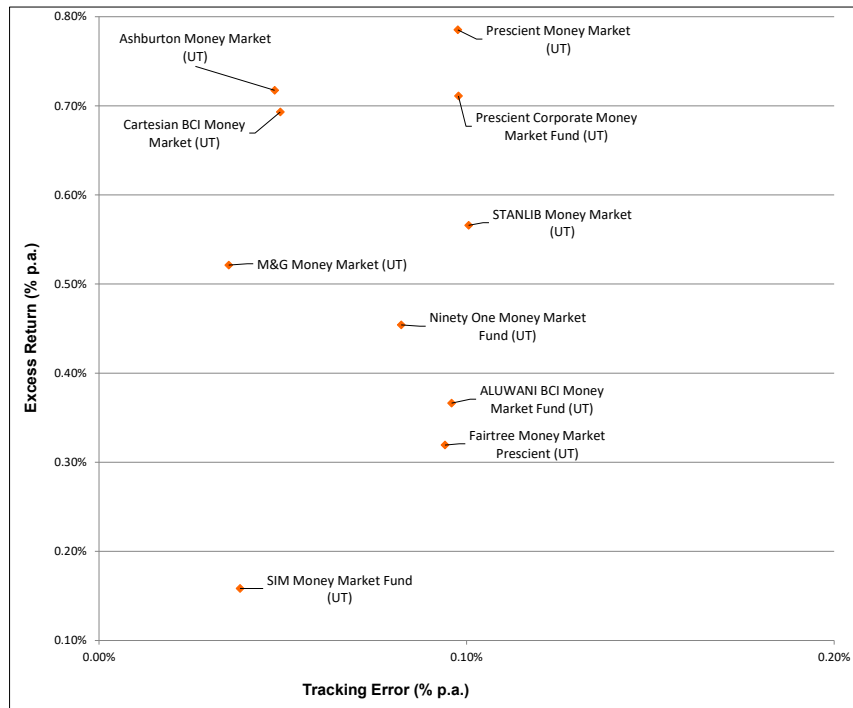 0.80%
Ashburton Money Market
(UT)
Prescient Money Market
(UT)
0.70%
Cartesian BCI Money
Market (UT)
Prescient Corporate Money
Market Fund (UT)
0.60%
STANLIB Money Market
(UT)
M&G Money Market (UT)
0.50%
Ninety One Money Market
Fund (UT)
Excess Return (% p.a.)
0.40%
ALUWANI BCI Money
Market Fund (UT)
Fairtree Money Market
Prescient (UT)
0.30%
0.20%
SIM Money Market Fund
(UT)
0.10%
0.00%
0.10%
0.20%
Tracking Error (% p.a.)